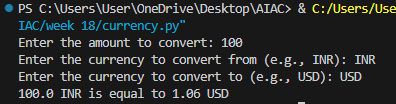 PS C:\Users\User\OneDrive\Desktop\AIAC> & C:/Users/Use
IAC/week 18/currency.py"
Enter the amount to convert: 100
Enter the currency to convert from (e.g., INR): INR
Enter the currency to convert to (e.g., USD): USD
100.0 INR is equal to 1.06 USD